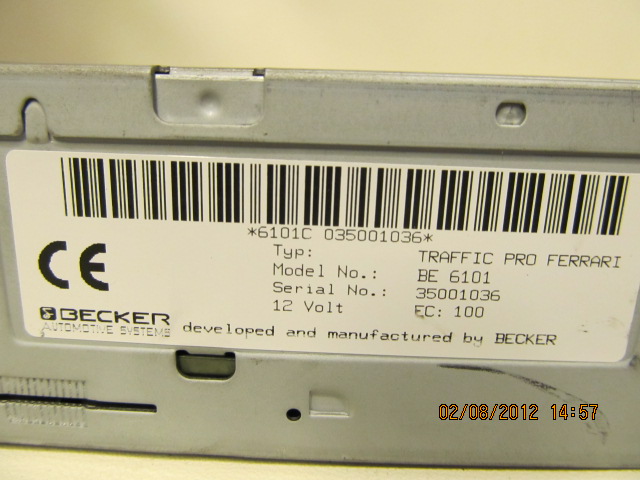 *6101C 035001036*
Typ: TRAFFIC PRO FERRARI
Model No.: BE 6101
Serial No.: 35001036
12 Volt FC: 100
CE
BECKER
AUTOMOTIVE SYSTEMS
developed and manufactured by BECKER
02/08/2012 14:57